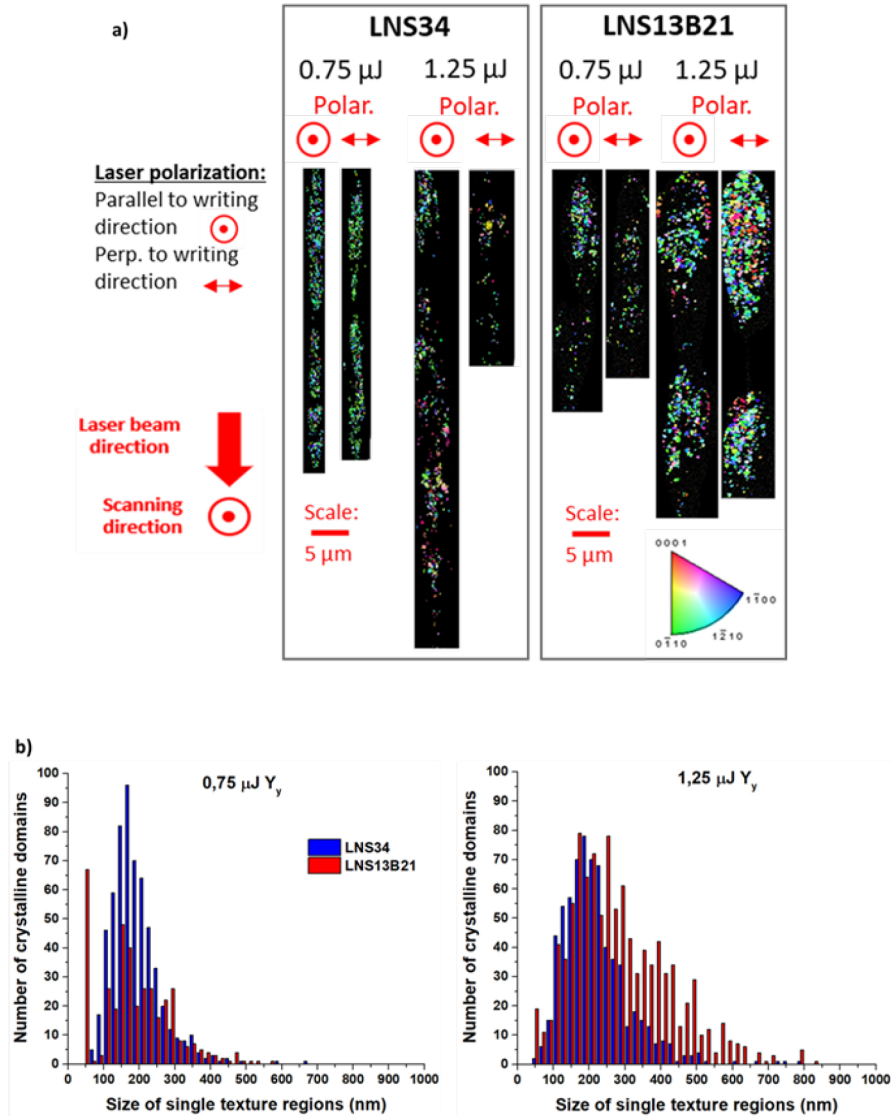 a)
LNS34
LNS13B21
0.75 µJ 1.25 µJ
0.75 µJ 1.25 µJ
Polar. Polar.
Polar. Polar.
Laser polarization:
Parallel to writing
direction
Perp. to writing
direction
Laser beam
direction
Scanning
direction
Scale:
5 µm
Scale:
5 µm
0001
1̅100
1̅210
01̅10
b)
0,75 µJ Yy
LNS34
LNS13B21
Number of crystalline domains
100
90
80
70
60
50
40
30
20
10
0
0 100 200 300 400 500 600 700 800 900 1000
Size of single texture regions (nm)
1,25 µJ Yy
Number of crystalline domains
100
90
80
70
60
50
40
30
20
10
0
0 100 200 300 400 500 600 700 800 900 1000
Size of single texture regions (nm)